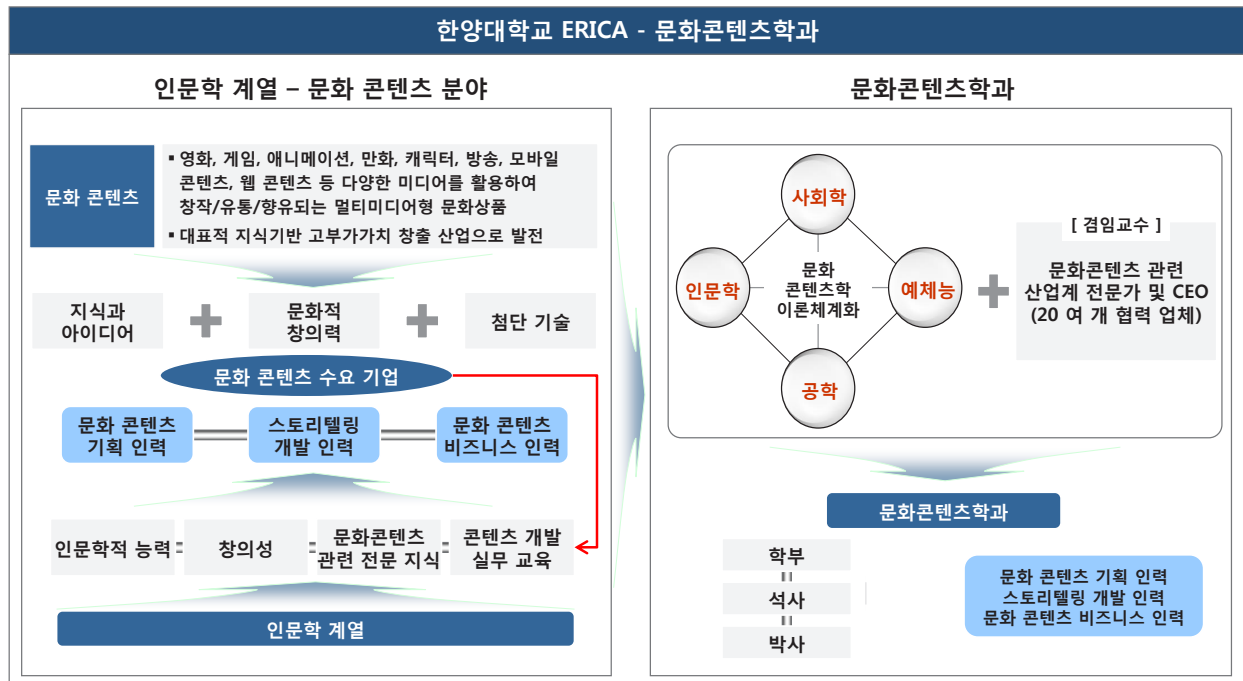 한양대학교 ERICA - 문화콘텐츠학과
인문학 계열 – 문화 콘텐츠 분야
문화 콘텐츠
▪ 영화, 게임, 애니메이션, 만화, 캐릭터, 방송, 모바일
콘텐츠, 웹 콘텐츠 등 다양한 미디어를 활용하여
창작/유통/향유되는 멀티미디어형 문화상품
▪ 대표적 지식기반 고부가가치 창출 산업으로 발전
지식과
아이디어
문화적
창의력
첨단 기술
문화 콘텐츠 수요 기업
문화 콘텐츠
기획 인력
스토리텔링
개발 인력
문화 콘텐츠
비즈니스 인력
인문학적 능력
창의성
문화콘텐츠
관련 전문 지식
콘텐츠 개발
실무 교육
인문학 계열
문화콘텐츠학과
사회학
인문학
문화
콘텐츠학
이론체계화
예체능
공학
[ 겸임교수 ]
문화콘텐츠 관련
산업계 전문가 및 CEO
(20 여 개 협력 업체)
문화콘텐츠학과
학부
석사
박사
문화 콘텐츠 기획 인력
스토리텔링 개발 인력
문화 콘텐츠 비즈니스 인력